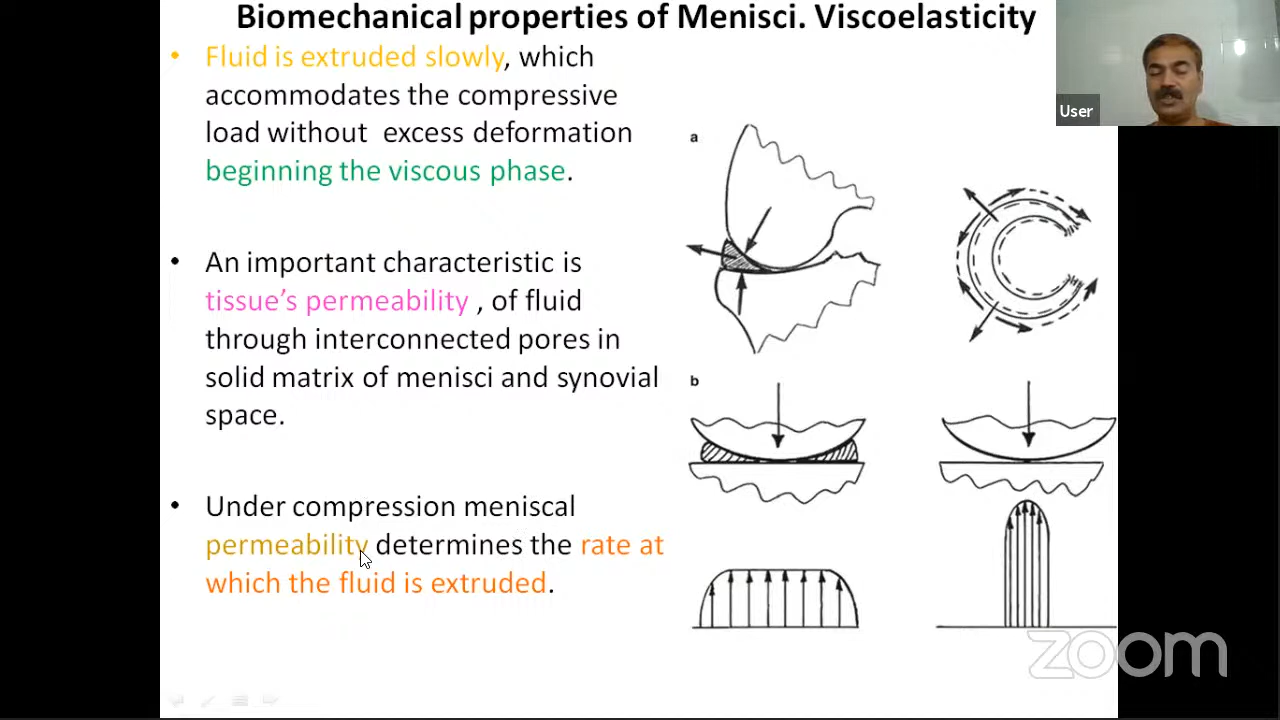 Biomechanical properties of Menisci. Viscoelasticity
• Fluid is extruded slowly, which
accommodates the compressive
load without excess deformation
beginning the viscous phase.
• An important characteristic is
tissue's permeability , of fluid
through interconnected pores in
solid matrix of menisci and synovial
space.
• Under compression meniscal
permeability determines the rate at
which the fluid is extruded.
a
b
User
zoom